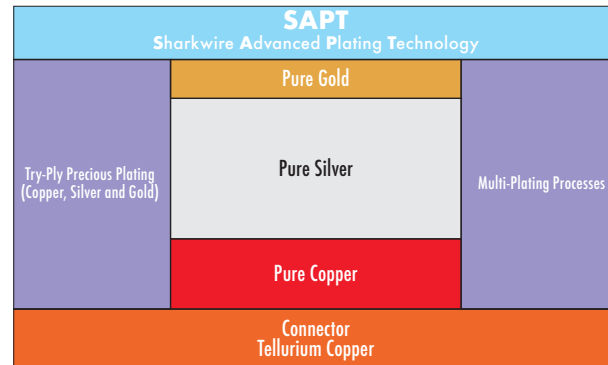 SAPT
Sharkwire Advanced Plating Technology
Pure Gold
Try-Ply Precious Plating
(Copper, Silver and Gold)
Pure Silver
Multi-Plating Processes
Pure Copper
Connector
Tellurium Copper